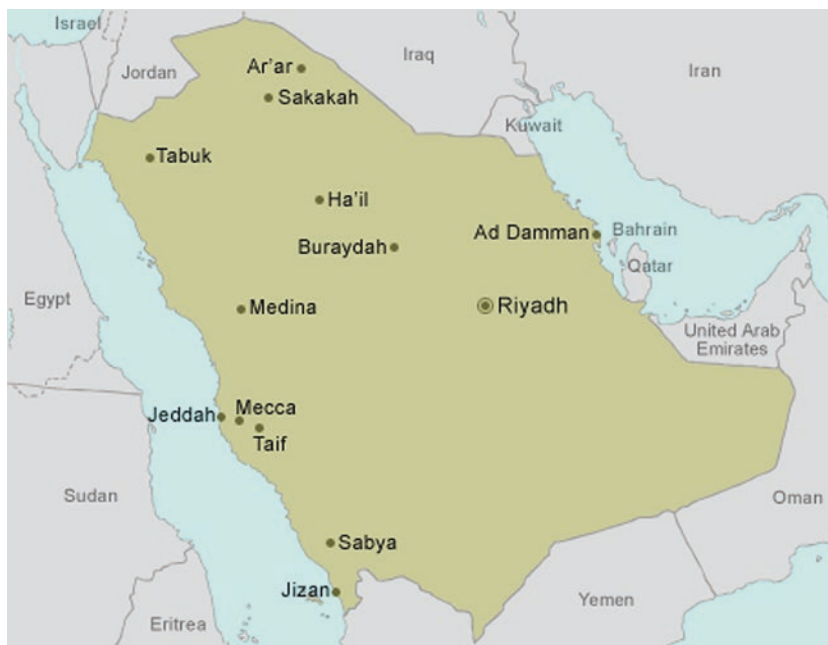 Israel
Jordan
Iraq
Iran
Ar'ar
Sakakah
Kuwait
Tabuk
Ha'il
Ad Damman
Bahrain
Buraydah
Qatar
Egypt
Medina
Riyadh
United Arab
Emirates
Jeddah
Mecca
Taif
Sudan
Oman
Sabya
Jizan
Yemen
Eritrea